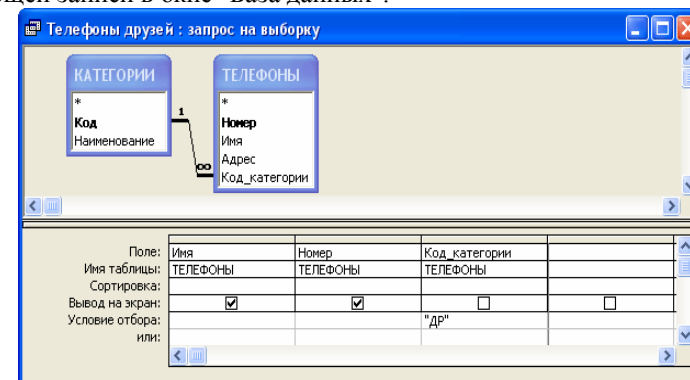 щей записи в окне "База данных".
Телефоны друзей : запрос на выборку
КАТЕГОРИИ
*
Код
Наименование
1
∞
ТЕЛЕФОНЫ
*
Номер
Имя
Адрес
Код_категории
Поле: Имя Номер Код_категории
Имя таблицы: ТЕЛЕФОНЫ ТЕЛЕФОНЫ ТЕЛЕФОНЫ
Сортировка:
Вывод на экран:
Условие отбора: "ДР"
или: